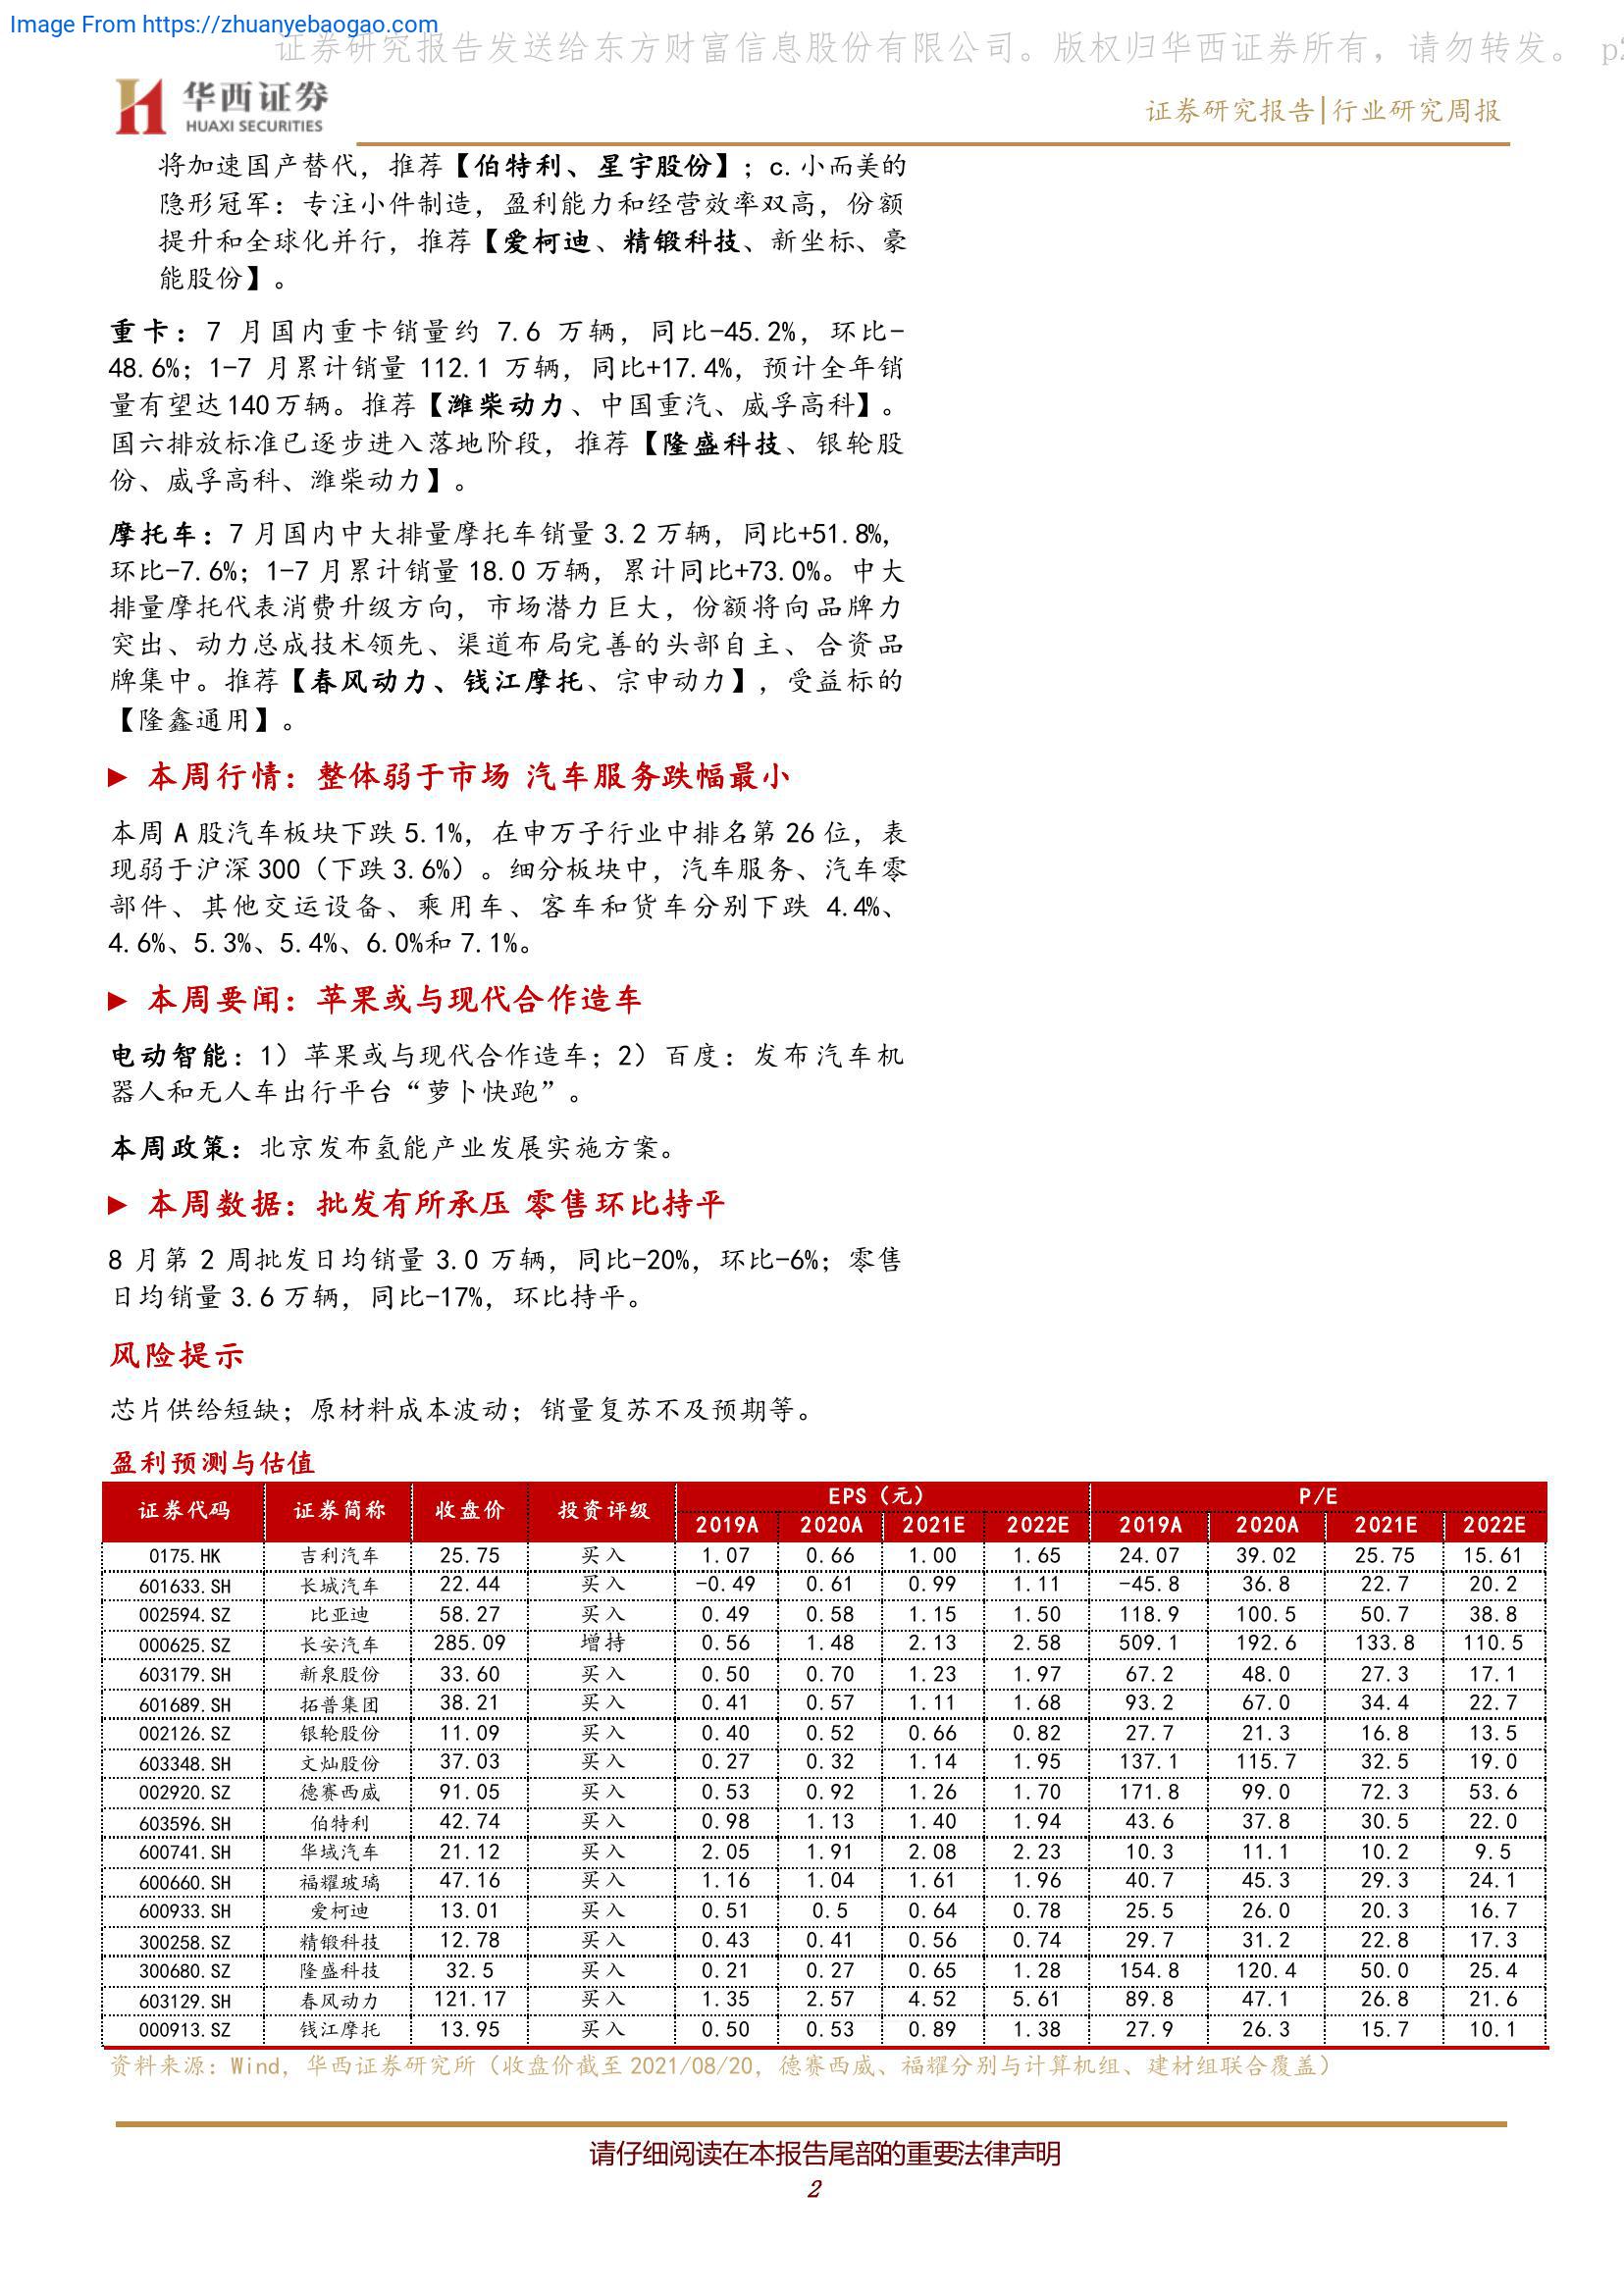 Image From https://zhuanyebaogao.com
证券研究报告发送给东方财富信息股份有限公司。版权归华西证券所有，请勿转发。 p2
华西证券
HUAXI SECURITIES
证券研究报告|行业研究周报
将加速国产替代，推荐【伯特利、星宇股份】；c.小而美的
隐形冠军：专注小件制造，盈利能力和经营效率双高，份额
提升和全球化并行，推荐【爱柯迪、精锻科技、新坐标、豪
能股份】。
重卡：7 月国内重卡销量约 7.6 万辆，同比-45.2%，环比-
48.6%；1-7 月累计销量 112.1 万辆，同比+17.4%，预计全年销
量有望达140万辆。推荐【潍柴动力、中国重汽、威孚高科】。
国六排放标准已逐步进入落地阶段，推荐【隆盛科技、银轮股
份、威孚高科、潍柴动力】。
摩托车：7 月国内中大排量摩托车销量 3.2 万辆，同比+51.8%，
环比-7.6%；1-7 月累计销量 18.0 万辆，累计同比+73.0%。中大
排量摩托代表消费升级方向，市场潜力巨大，份额将向品牌力
突出、动力总成技术领先、渠道布局完善的头部自主、合资品
牌集中。推荐【春风动力、钱江摩托、宗申动力】，受益标的
【隆鑫通用】。
► 本周行情：整体弱于市场 汽车服务跌幅最小
本周 A 股汽车板块下跌 5.1%，在申万子行业中排名第 26 位，表
现弱于沪深 300（下跌 3.6%）。细分板块中，汽车服务、汽车零
部件、其他交运设备、乘用车、客车和货车分别下跌 4.4%、
4.6%、5.3%、5.4%、6.0%和 7.1%。
► 本周要闻：苹果或与现代合作造车
电动智能：1）苹果或与现代合作造车；2）百度：发布汽车机
器人和无人车出行平台“萝卜快跑”。
本周政策：北京发布氢能产业发展实施方案。
► 本周数据：批发有所承压 零售环比持平
8 月第 2 周批发日均销量 3.0 万辆，同比-20%，环比-6%；零售
日均销量 3.6 万辆，同比-17%，环比持平。
风险提示
芯片供给短缺；原材料成本波动；销量复苏不及预期等。
盈利预测与估值
证券代码 证券简称 收盘价 投资评级 EPS（元） P/E
2019A 2020A 2021E 2022E 2019A 2020A 2021E 2022E
0175.HK 吉利汽车 25.75 买入 1.07 0.66 1.00 1.65 24.07 39.02 25.75 15.61
601633.SH 长城汽车 22.44 买入 -0.49 0.61 0.99 1.11 -45.8 36.8 22.7 20.2
002594.SZ 比亚迪 58.27 买入 0.49 0.58 1.15 1.50 118.9 100.5 50.7 38.8
000625.SZ 长安汽车 285.09 增持 0.56 1.48 2.13 2.58 509.1 192.6 133.8 110.5
603179.SH 新泉股份 33.60 买入 0.50 0.70 1.23 1.97 67.2 48.0 27.3 17.1
601689.SH 拓普集团 38.21 买入 0.41 0.57 1.11 1.68 93.2 67.0 34.4 22.7
002126.SZ 银轮股份 11.09 买入 0.40 0.52 0.66 0.82 27.7 21.3 16.8 13.5
603348.SH 文灿股份 37.03 买入 0.27 0.32 1.14 1.95 137.1 115.7 32.5 19.0
002920.SZ 德赛西威 91.05 买入 0.53 0.92 1.26 1.70 171.8 99.0 72.3 53.6
603596.SH 伯特利 42.74 买入 0.98 1.13 1.40 1.94 43.6 37.8 30.5 22.0
600741.SH 华域汽车 21.12 买入 2.05 1.91 2.08 2.23 10.3 11.1 10.2 9.5
600660.SH 福耀玻璃 47.16 买入 1.16 1.04 1.61 1.96 40.7 45.3 29.3 24.1
600933.SH 爱柯迪 13.01 买入 0.51 0.5 0.64 0.78 25.5 26.0 20.3 16.7
300258.SZ 精锻科技 12.78 买入 0.43 0.41 0.56 0.74 29.7 31.2 22.8 17.3
300680.SZ 隆盛科技 32.5 买入 0.21 0.27 0.65 1.28 154.8 120.4 50.0 25.4
603129.SH 春风动力 121.17 买入 1.35 2.57 4.52 5.61 89.8 47.1 26.8 21.6
000913.SZ 钱江摩托 13.95 买入 0.50 0.53 0.89 1.38 27.9 26.3 15.7 10.1
资料来源：Wind，华西证券研究所（收盘价截至 2021/08/20，德赛西威、福耀分别与计算机组、建材组联合覆盖）
请仔细阅读在本报告尾部的重要法律声明
2